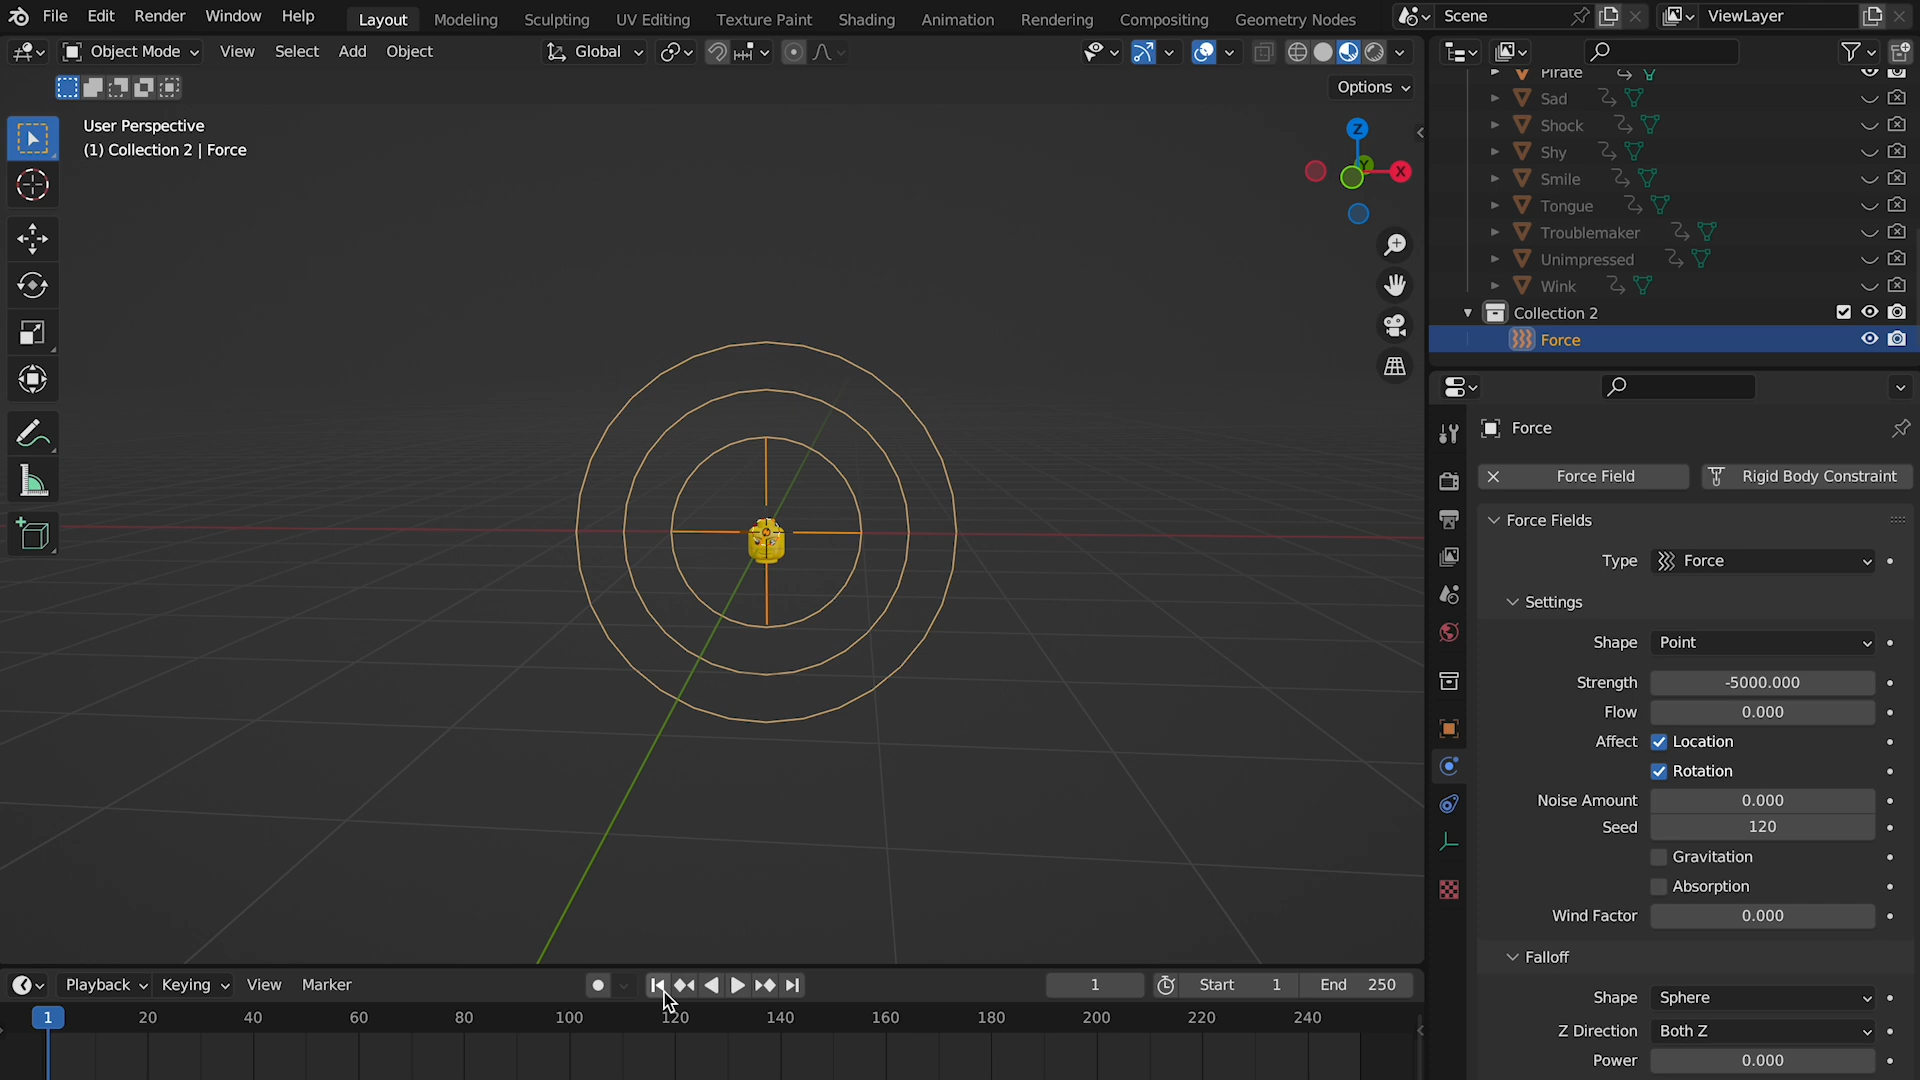 File Edit Render Window Help Layout Modeling Sculpting UV Editing Texture Paint Shading Animation Rendering Compositing Geometry Nodes Scene ViewLayer
Object Mode View Select Add Object Global
Options
User Perspective
(1) Collection 2 | Force
Z
Y
X
Pirate
Sad
Shock
Shy
Smile
Tongue
Troublemaker
Unimpressed
Wink
Collection 2
Force
Force
Force Field Rigid Body Constraint
Force Fields
Type Force
Settings
Shape Point
Strength -5000.000
Flow 0.000
Affect Location
Rotation
Noise Amount 0.000
Seed 120
Gravitation
Absorption
Wind Factor 0.000
Falloff
Shape Sphere
Z Direction Both Z
Power 0.000
Playback Keying View Marker 1 Start 1 End 250
1 20 40 60 80 100 120 140 160 180 200 220 240